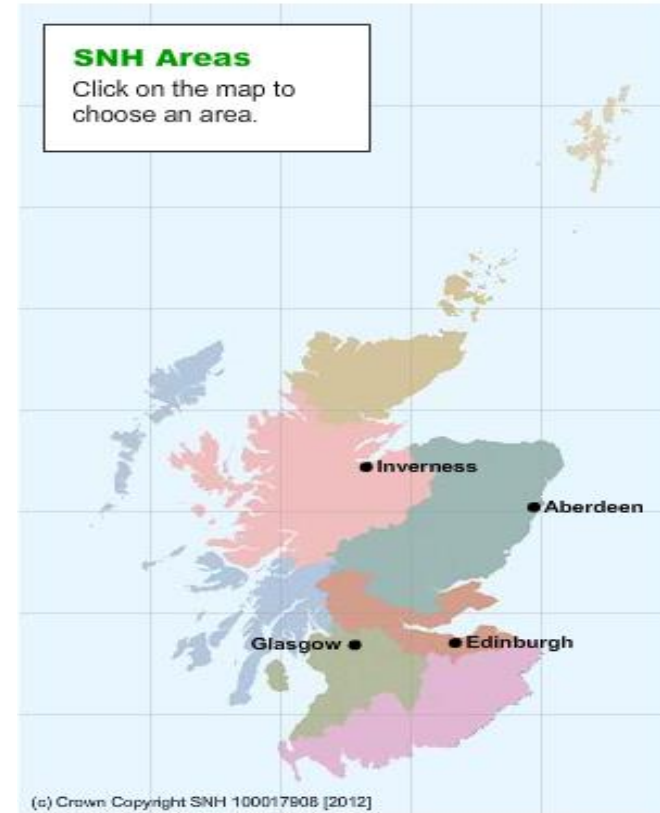 SNH Areas
Click on the map to
choose an area.
Inverness
Aberdeen
Glasgow
Edinburgh
(c) Crown Copyright SNH 100017908 [2012]